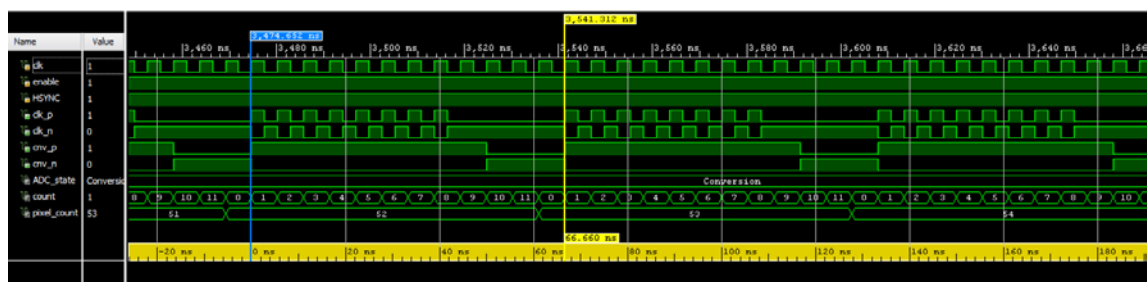 3,541.312 ns
3,474.652 ns
Name Value
3,460 ns 3,480 ns 3,500 ns 3,520 ns 3,540 ns 3,560 ns 3,580 ns 3,600 ns 3,620 ns 3,640 ns 3,66
clk 1
enable 1
HSYNC 1
clk_p 1
clk_n 0
cnv_p 1
cnv_n 0
ADC_state Conversio Conversion
count 1 8 9 10 11 0 1 2 3 4 5 6 7 8 9 10 11 0 1 2 3 4 5 6 7 8 9 10 11 0 1 2 3 4 5 6 7 8 9 10
pixel_count 53 51 52 53 54
66.660 ns
-20 ns 0 ns 20 ns 40 ns 60 ns 80 ns 100 ns 120 ns 140 ns 160 ns 180 ns